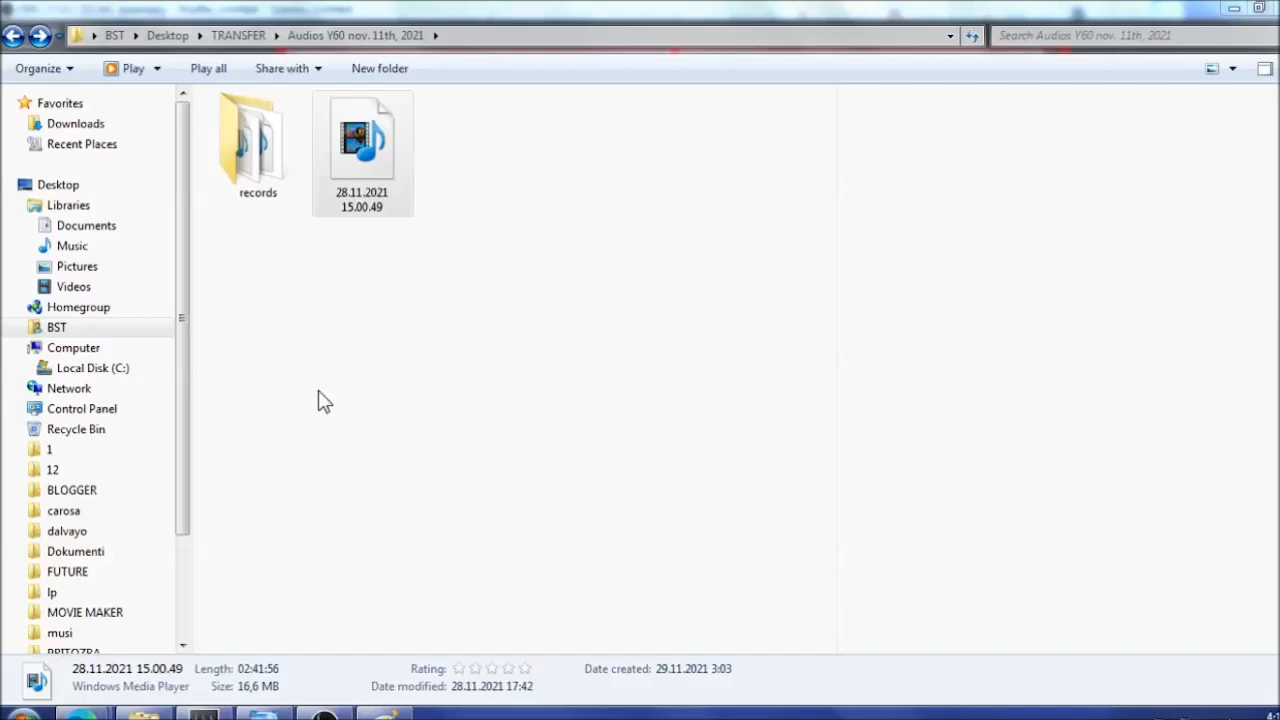 BST
Desktop
TRANSFER
Audios Y60 nov. 11th, 2021
Search Audios Y60 nov. 11th, 2021
Organize
Play
Play all
Share with
New folder
Favorites
Downloads
Recent Places
Desktop
Libraries
Documents
Music
Pictures
Videos
Homegroup
BST
Computer
Local Disk (C:)
Network
Control Panel
Recycle Bin
1
12
BLOGGER
carosa
dalvayo
Dokumenti
FUTURE
lp
MOVIE MAKER
musi
records
28.11.2021
15.00.49
28.11.2021 15.00.49
Length: 02:41:56
Rating:
Date created: 29.11.2021 3:03
Windows Media Player
Size: 16,6 MB
Date modified: 28.11.2021 17:42